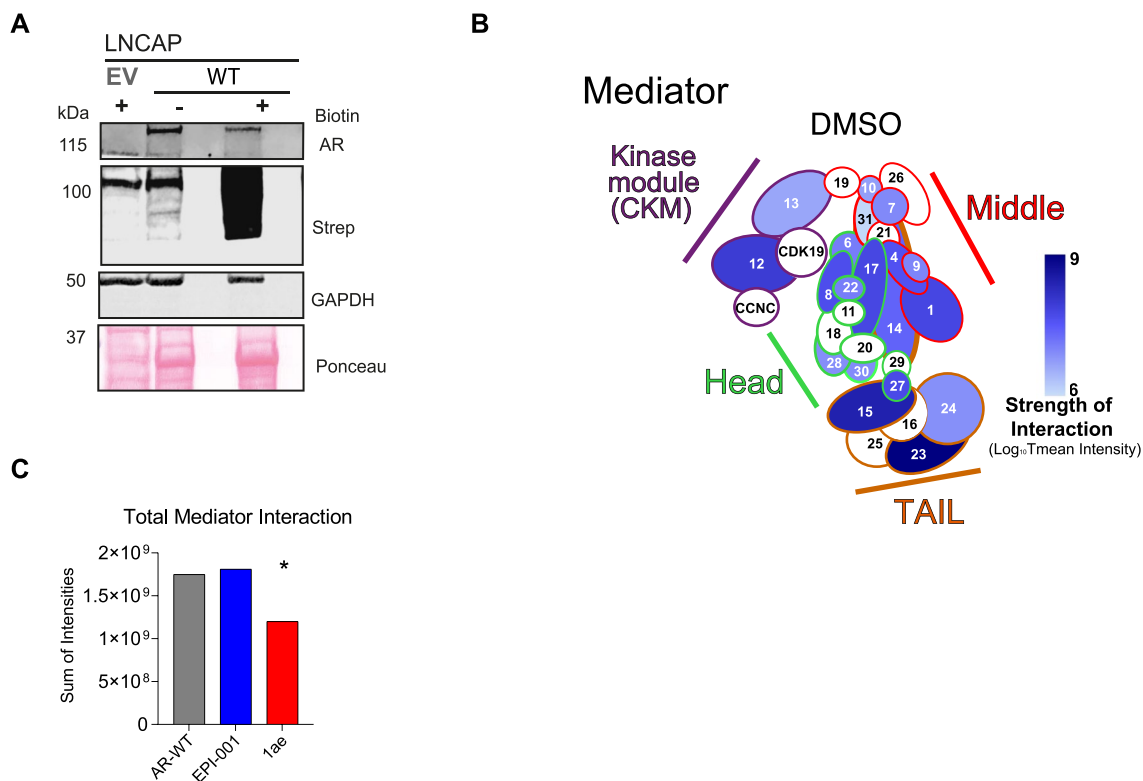 A
LNCAP
EV
WT
kDa
+
-
+
Biotin
115
AR
100
Strep
50
GAPDH
37
Ponceau
B
Mediator
DMSO
Kinase
module
(CKM)
Middle
Head
TAIL
13
19
10
26
7
31
21
CDK19
12
CCNC
6
17
4
9
8
22
11
1
18
14
20
28
30
29
27
15
24
16
25
23
9
6
Strength of
Interaction
(Log₁₀Tmean Intensity)
C
Total Mediator Interaction
Sum of Intensities
2×10⁹
1.5×10⁹
1×10⁹
5×10⁸
0
*
AR-WT
EPI-001
1ae